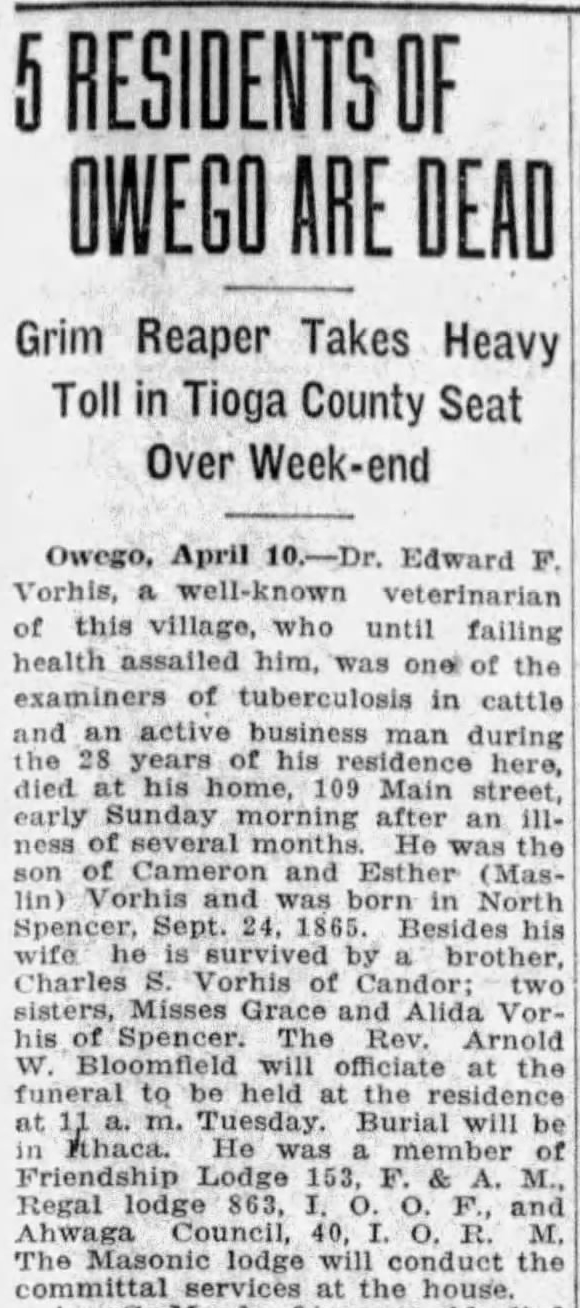 5 RESIDENTS OF
OWEGO ARE DEAD
Grim Reaper Takes Heavy
Toll in Tioga County Seat
Over Week-end
Owego, April 10.—Dr. Edward F.
Vorhis, a well-known veterinarian
of this village, who until failing
health assailed him, was one of the
examiners of tuberculosis in cattle
and an active business man during
the 28 years of his residence here,
died at his home, 109 Main street,
early Sunday morning after an ill-
ness of several months. He was the
son of Cameron and Esther (Mas-
lin) Vorhis and was born in North
Spencer, Sept. 24, 1865. Besides his
wife he is survived by a brother,
Charles S. Vorhis of Candor; two
sisters, Misses Grace and Alida Vor-
his of Spencer. The Rev. Arnold
W. Bloomfield will officiate at the
funeral to be held at the residence
at 11 a. m. Tuesday. Burial will be
in Ithaca. He was a member of
Friendship Lodge 153, F. & A. M.,
Regal lodge 863, I. O. O. F., and
Ahwaga Council, 40, I. O. R. M.
The Masonic lodge will conduct the
committal services at the house.